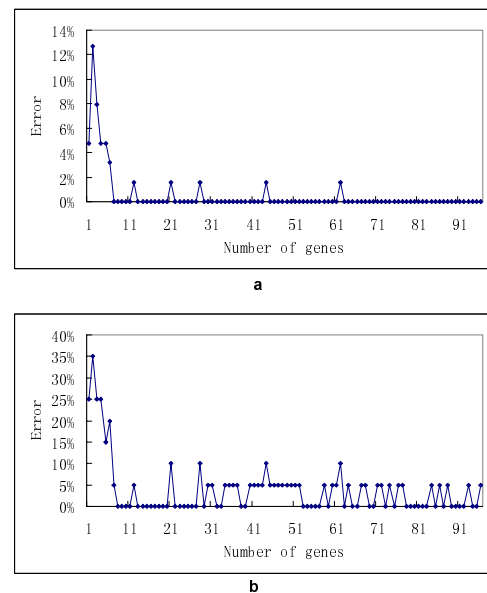 14%
12%
10%
8%
6%
4%
2%
0%
Error
1 11 21 31 41 51 61 71 81 91
Number of genes
a
40%
35%
30%
25%
20%
15%
10%
5%
0%
Error
1 11 21 31 41 51 61 71 81 91
Number of genes
b